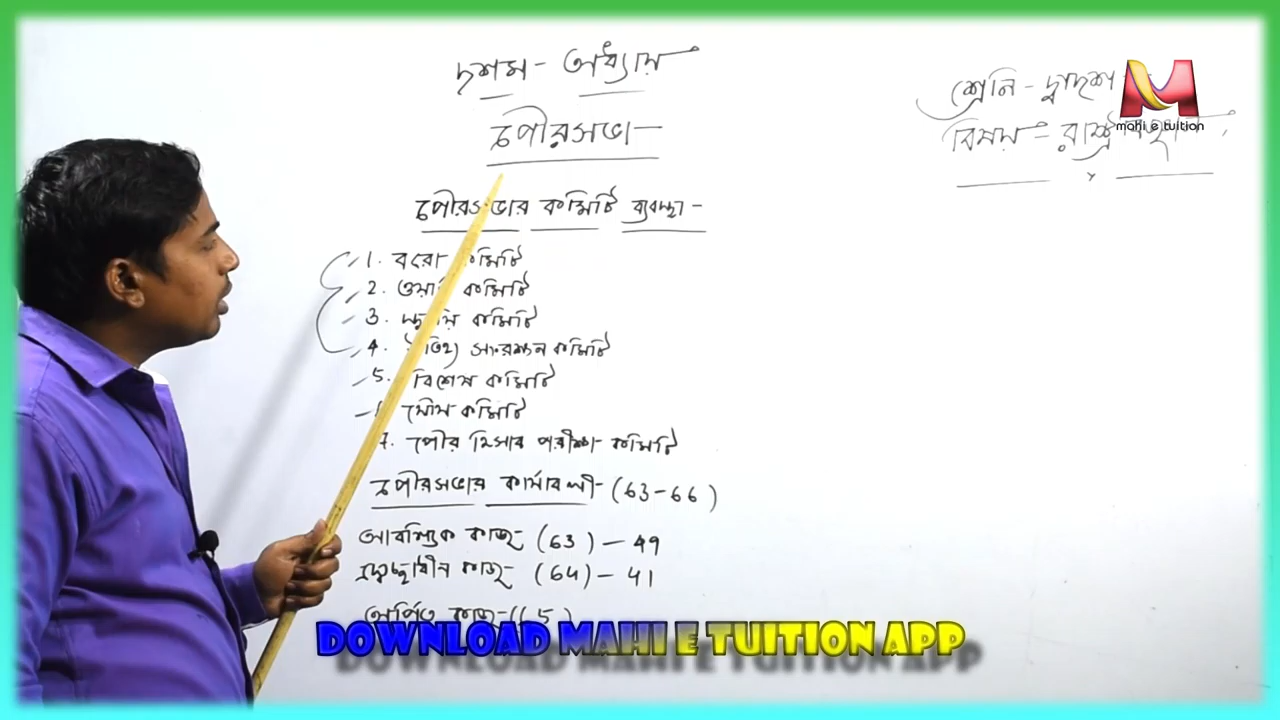 দশম - অধ্যায়
পৌরসভা
শ্রেনি - দ্বাদশ
বিষয় -
mahi e tuition
পৌরসভার কমিটি ব্যবস্থা -
1. বরো কমিটি
2. কমিটি
3. কমিটি
4. সংরক্ষন কমিটি
5. বিশেষ কমিটি
যৌথ কমিটি
7. পৌর হিসাব পরীক্ষা কমিটি
পৌরসভার কার্যাবলী - (63-66)
আবশ্যিক কাজ - (63) - 49
স্বেচ্ছাধীন কাজ - (64) - 41
অর্পিত কাজ -
DOWNLOAD MAHI E TUITION APP